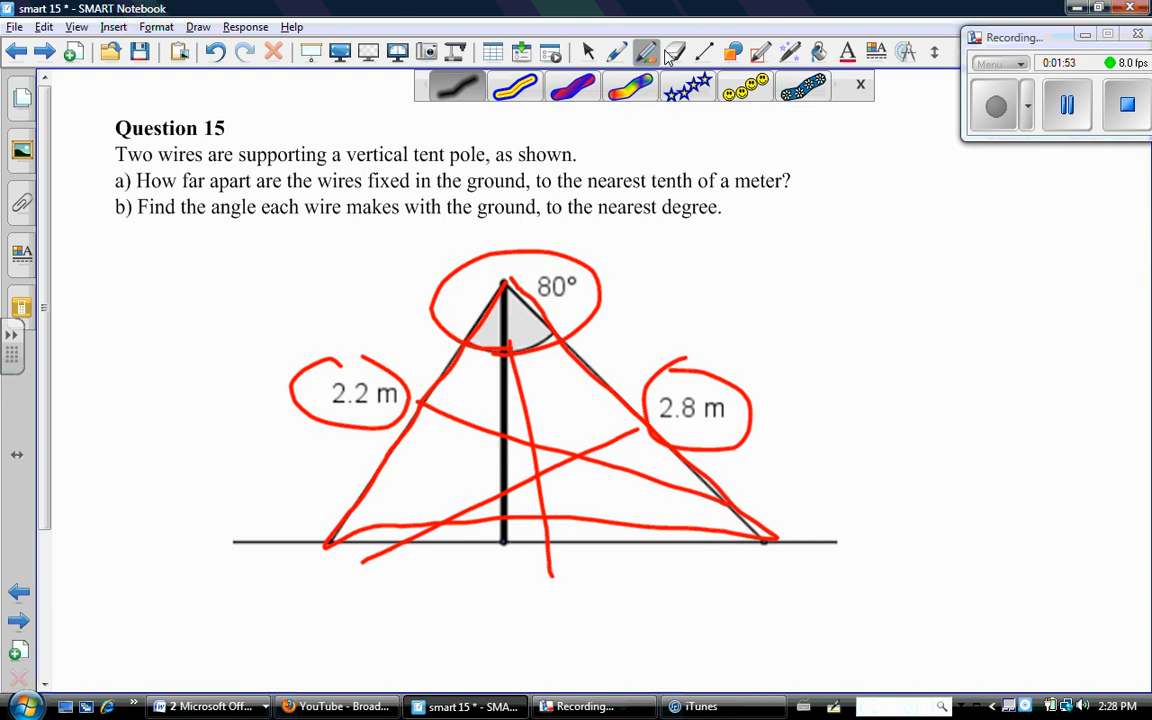 smart 15 * - SMART Notebook
File Edit View Insert Format Draw Response Help
Recording...
Menu 0:01:53 8.0 fps
x
Question 15
Two wires are supporting a vertical tent pole, as shown.
a) How far apart are the wires fixed in the ground, to the nearest tenth of a meter?
b) Find the angle each wire makes with the ground, to the nearest degree.
80°
2.2 m
2.8 m
2 Microsoft Off... YouTube - Broad... smart 15 * - SMA... Recording... iTunes 2:28 PM